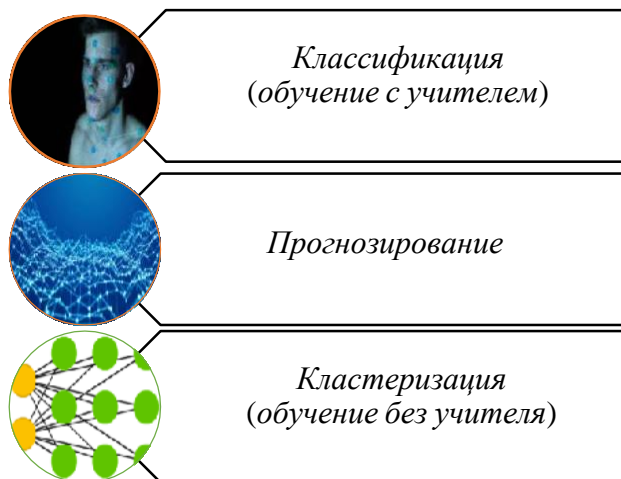 Классификация
(обучение с учителем)
Прогнозирование
Кластеризация
(обучение без учителя)